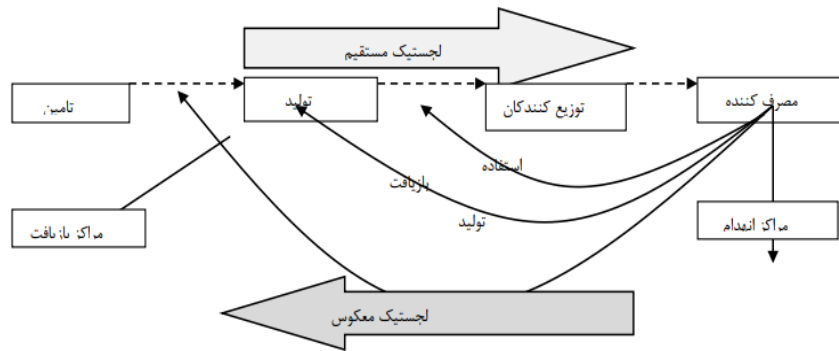 لجستیک مستقیم
تامین
تولید
توزیع کنندگان
مصرف کننده
استفاده
بازیافت
تولید
مراکز بازیافت
مراکز انهدام
لجستیک معکوس